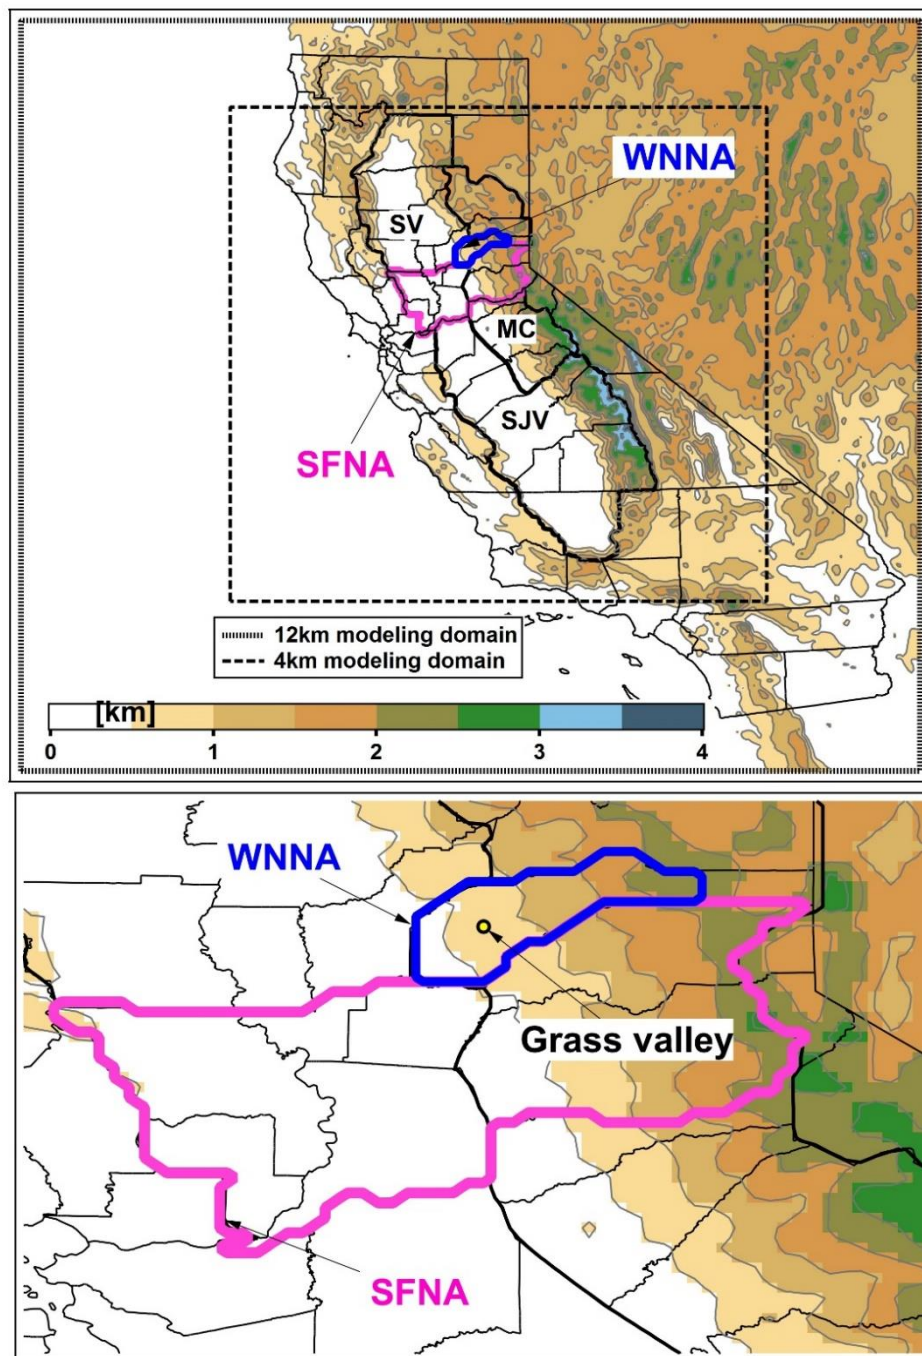 WNNA
SV
MC
SJV
SFNA
12km modeling domain
4km modeling domain
[km]
0 1 2 3 4
WNNA
Grass valley
SFNA